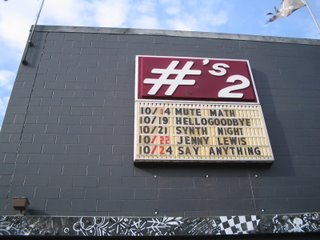 #'s 2
10/14 MUTE MATH
10/19 HELLOGOODBYE
10/21 SYNTH NIGHT
10/22 JENNY LEWIS
10/24 SAY ANYTHING